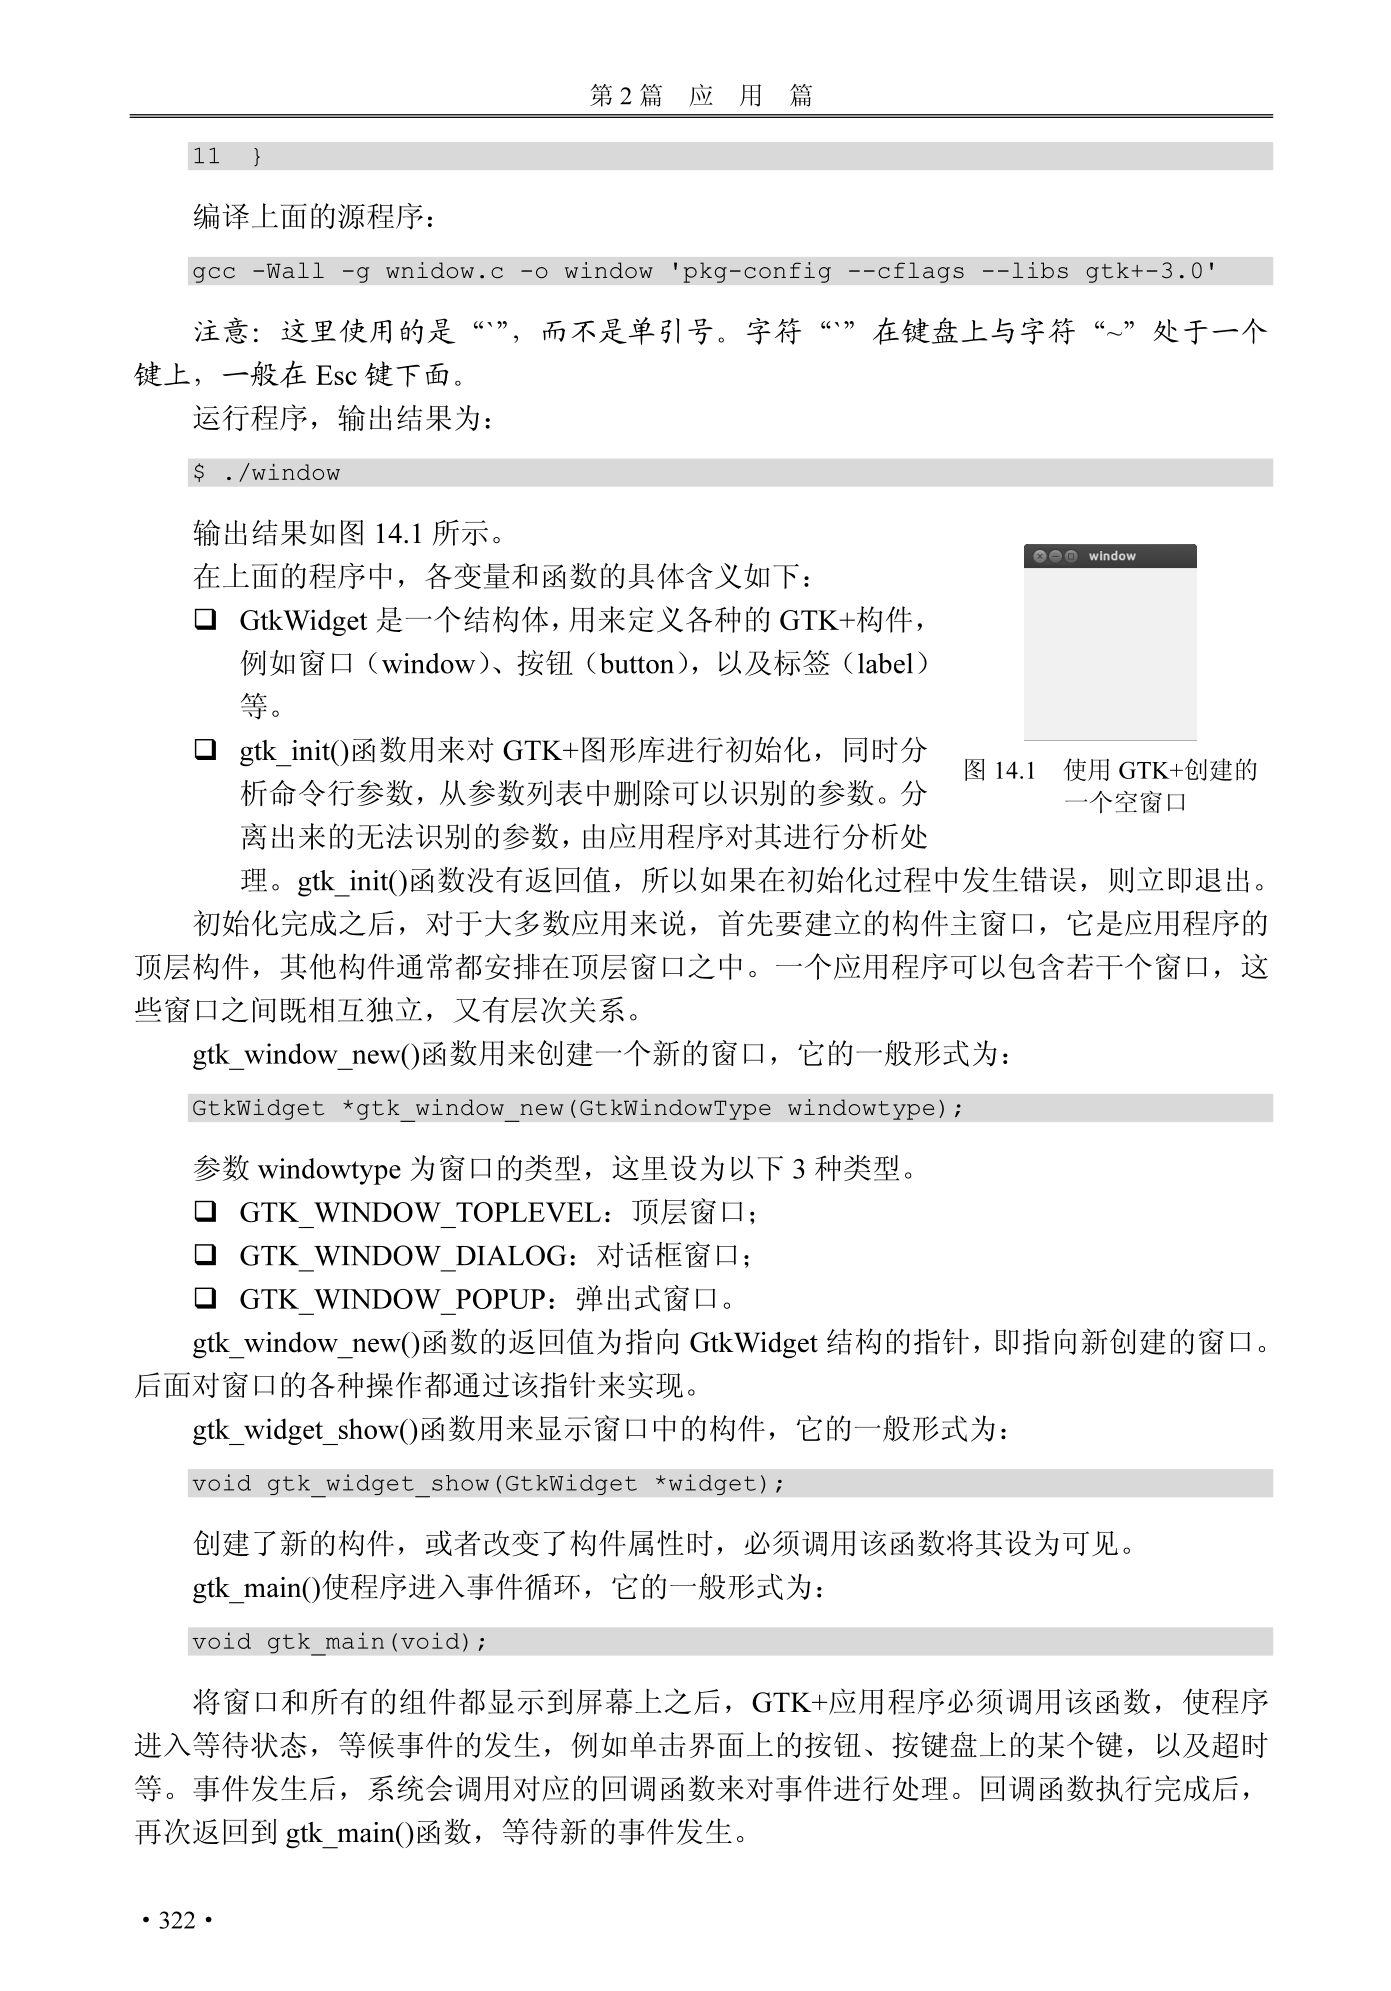 第 2 篇　应　用　篇
11  }
编译上面的源程序：
gcc -Wall -g wnidow.c -o window 'pkg-config --cflags --libs gtk+-3.0'
注意：这里使用的是“`”，而不是单引号。字符“`”在键盘上与字符“~”处于一个
键上，一般在 Esc 键下面。
运行程序，输出结果为：
$ ./window
输出结果如图 14.1 所示。
在上面的程序中，各变量和函数的具体含义如下：
❑ GtkWidget 是一个结构体，用来定义各种的 GTK+构件，
例如窗口（window）、按钮（button），以及标签（label）
等。
❑ gtk_init()函数用来对 GTK+图形库进行初始化，同时分
析命令行参数，从参数列表中删除可以识别的参数。分
离出来的无法识别的参数，由应用程序对其进行分析处
理。gtk_init()函数没有返回值，所以如果在初始化过程中发生错误，则立即退出。
window
图 14.1　使用 GTK+创建的
一个空窗口
初始化完成之后，对于大多数应用来说，首先要建立的构件主窗口，它是应用程序的
顶层构件，其他构件通常都安排在顶层窗口之中。一个应用程序可以包含若干个窗口，这
些窗口之间既相互独立，又有层次关系。
gtk_window_new()函数用来创建一个新的窗口，它的一般形式为：
GtkWidget *gtk_window_new(GtkWindowType windowtype);
参数 windowtype 为窗口的类型，这里设为以下 3 种类型。
❑ GTK_WINDOW_TOPLEVEL：顶层窗口；
❑ GTK_WINDOW_DIALOG：对话框窗口；
❑ GTK_WINDOW_POPUP：弹出式窗口。
gtk_window_new()函数的返回值为指向 GtkWidget 结构的指针，即指向新创建的窗口。
后面对窗口的各种操作都通过该指针来实现。
gtk_widget_show()函数用来显示窗口中的构件，它的一般形式为：
void gtk_widget_show(GtkWidget *widget);
创建了新的构件，或者改变了构件属性时，必须调用该函数将其设为可见。
gtk_main()使程序进入事件循环，它的一般形式为：
void gtk_main(void);
将窗口和所有的组件都显示到屏幕上之后，GTK+应用程序必须调用该函数，使程序
进入等待状态，等候事件的发生，例如单击界面上的按钮、按键盘上的某个键，以及超时
等。事件发生后，系统会调用对应的回调函数来对事件进行处理。回调函数执行完成后，
再次返回到 gtk_main()函数，等待新的事件发生。
· 322 ·